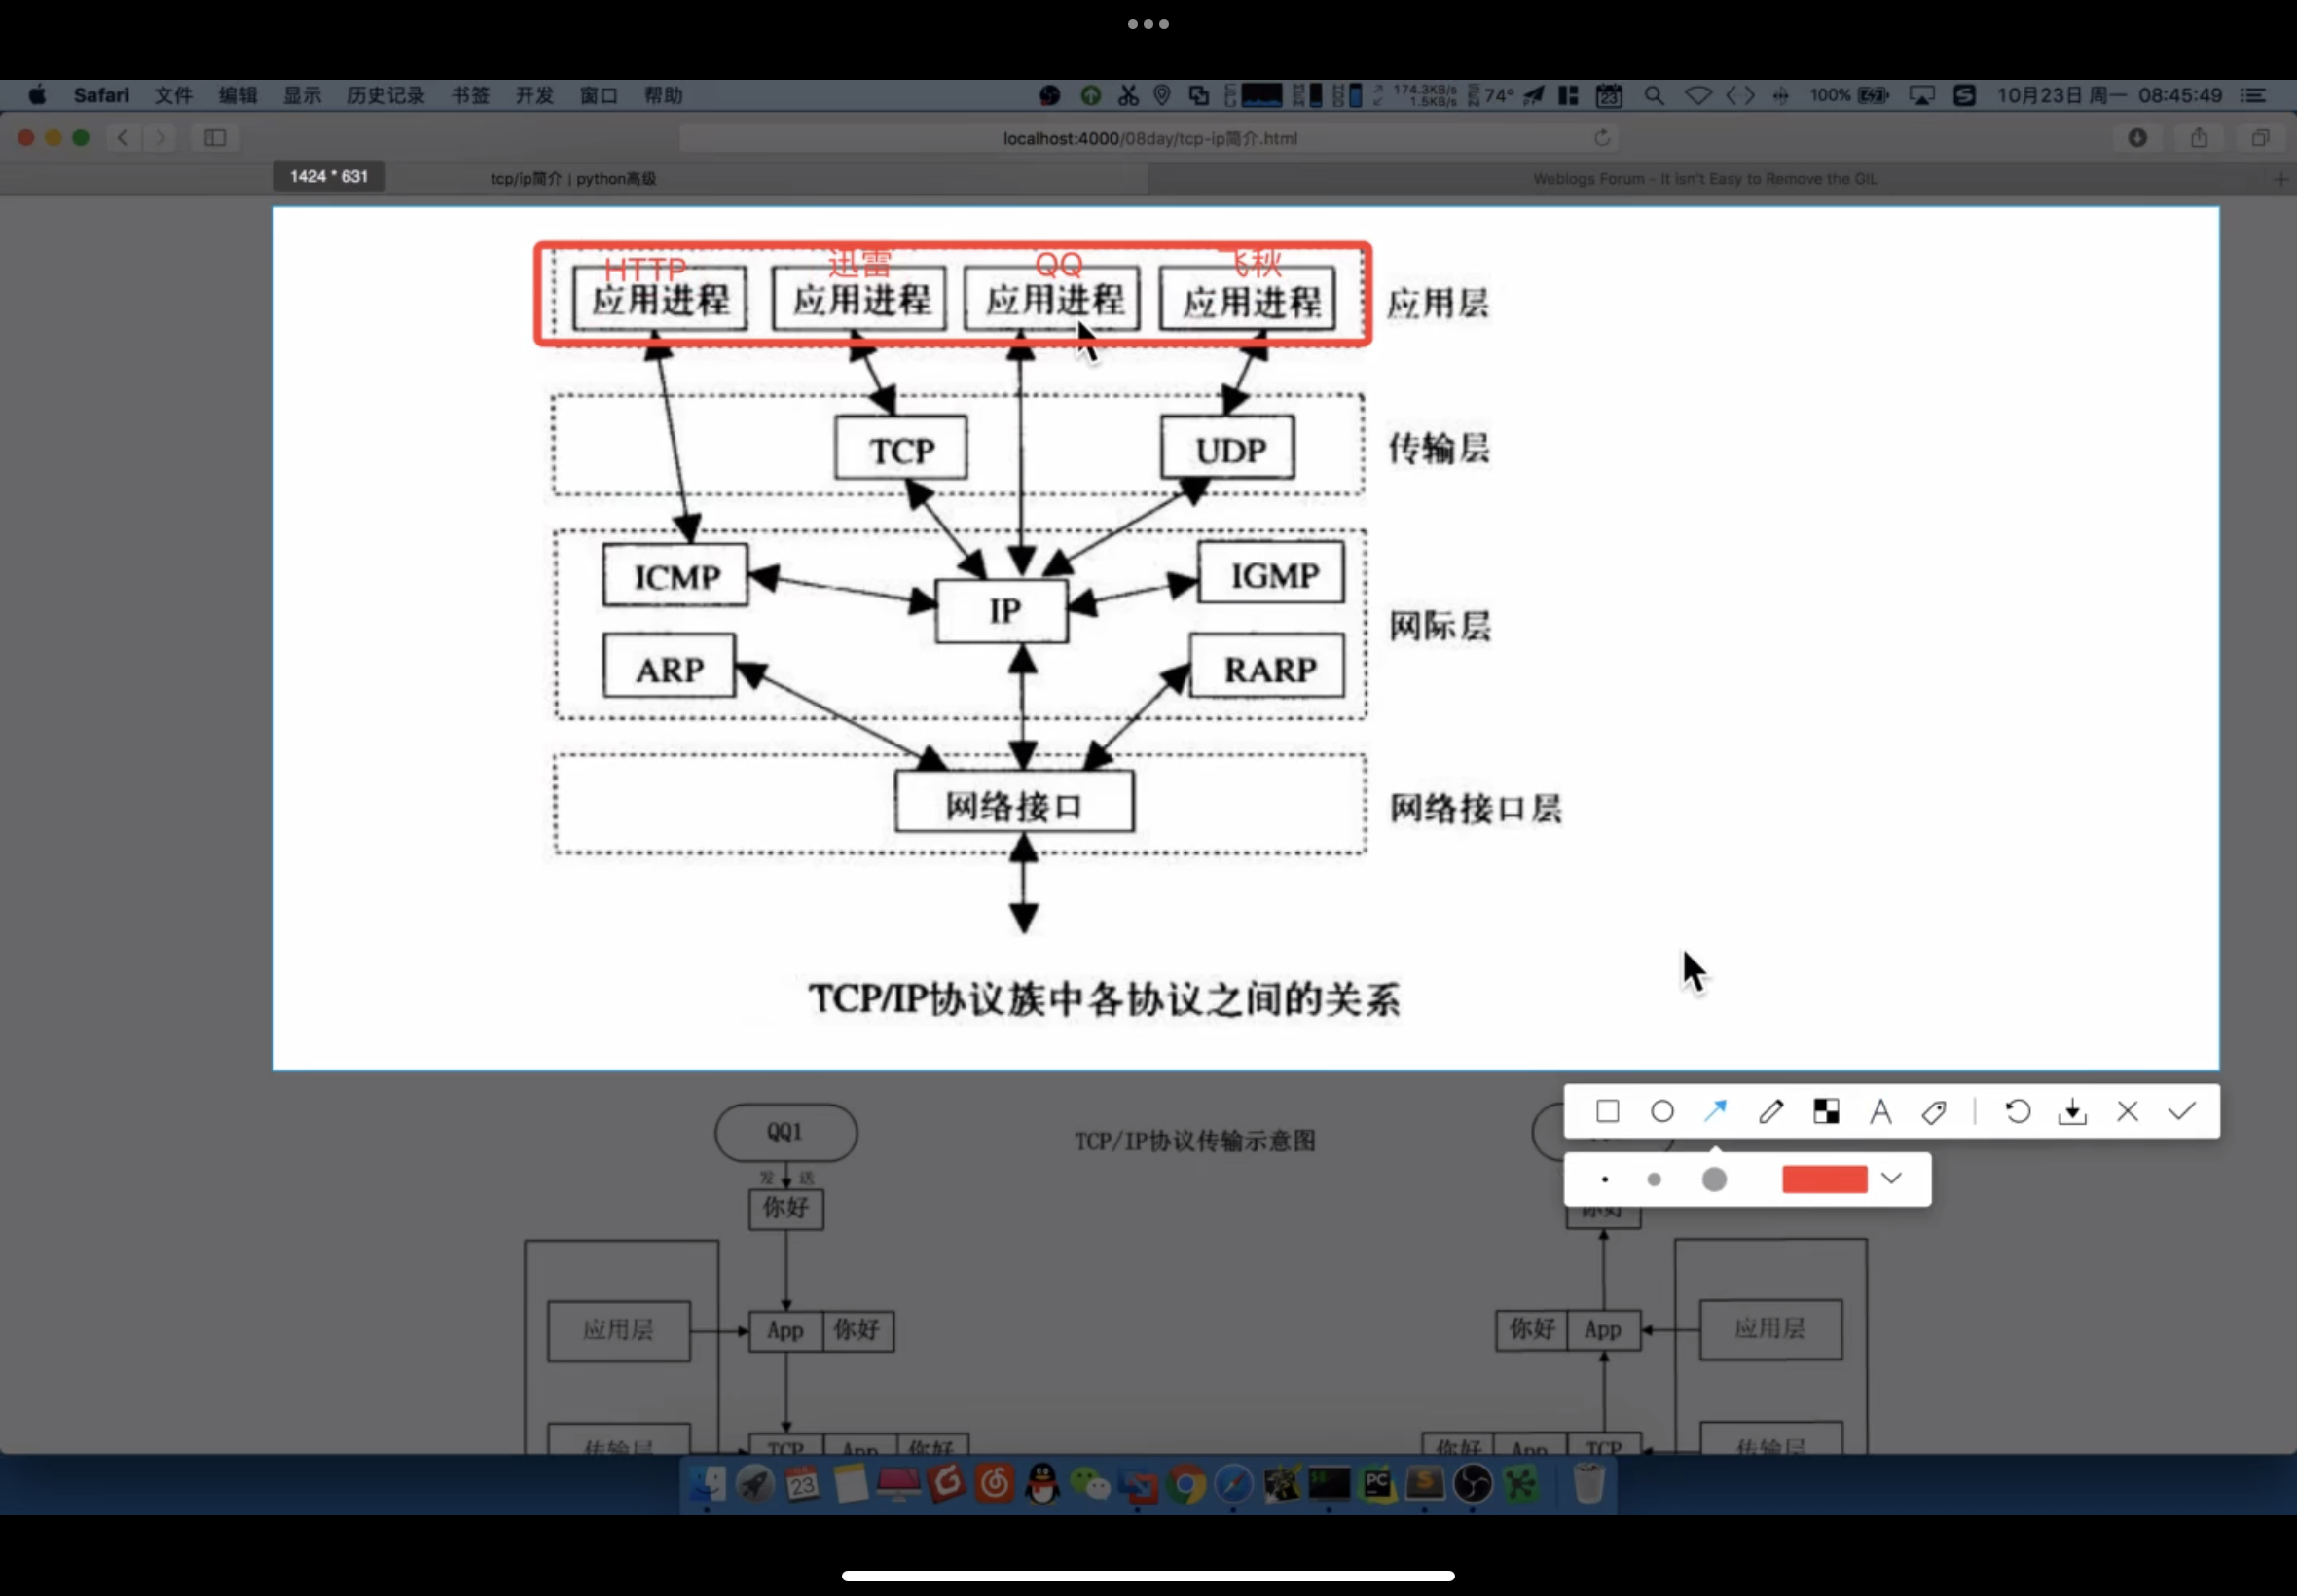 Safari 文件 编辑 显示 历史记录 书签 开发 窗口 帮助
174.3KB/s
1.5KB/s
74°
23
100%
10月23日 周一 08:45:49
localhost:4000/08day/tcp-ip简介.html
1424 * 631
tcp/ip简介 | python高级
Weblogs Forum - It isn't Easy to Remove the GIL
HTTP 迅雷 QQ 飞秋
应用进程 应用进程 应用进程 应用进程 应用层
TCP UDP 传输层
ICMP IGMP
IP 网际层
ARP RARP
网络接口 网络接口层
TCP/IP协议族中各协议之间的关系
QQ1 TCP/IP协议传输示意图
发 送
你好 你好
应用层 App 你好 你好 App 应用层
传输层 TCP App 你好 你好 App TCP 传输层
23
PC